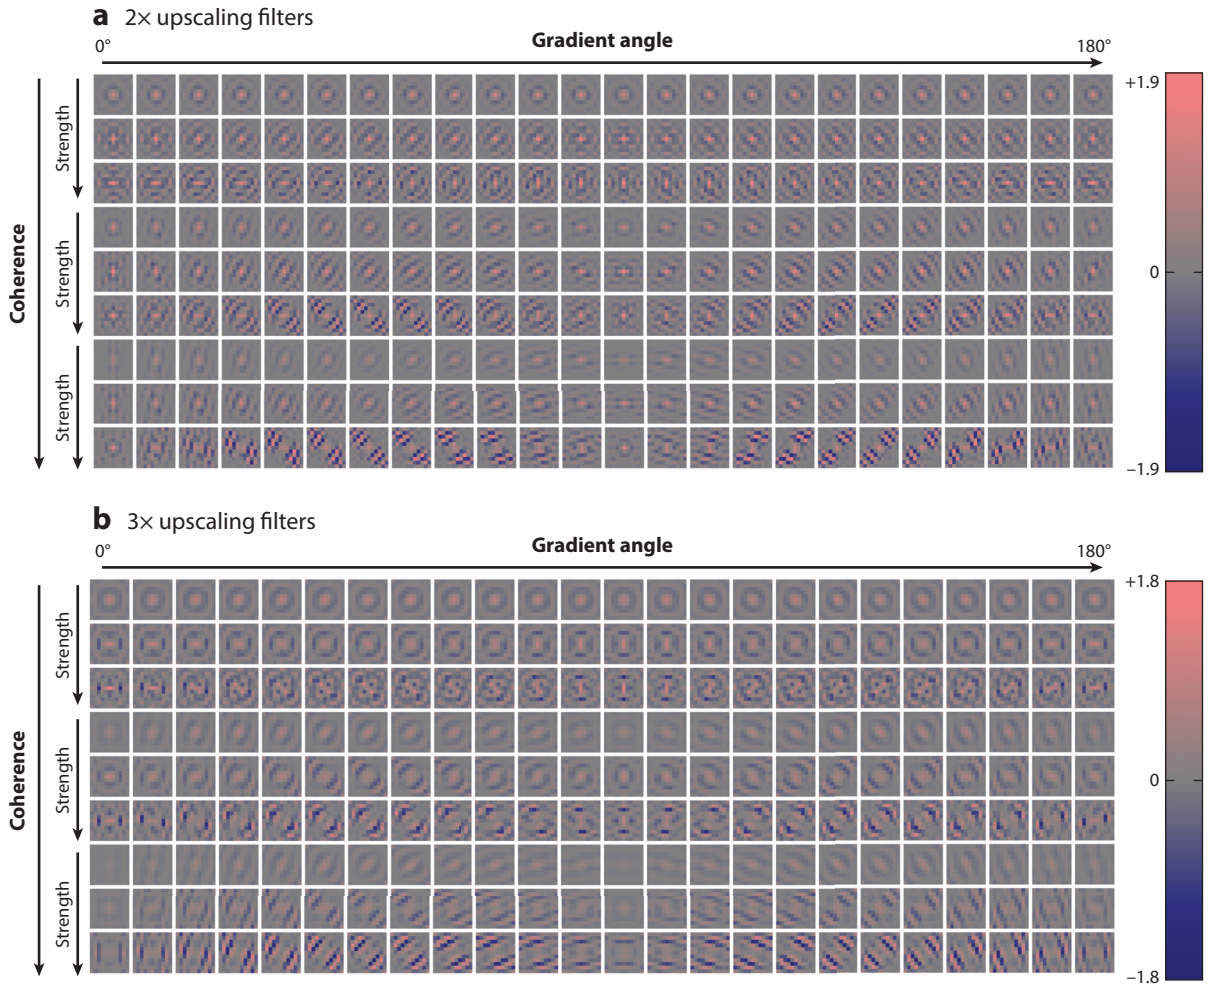 a 2× upscaling filters
Gradient angle
0°
180°
Coherence
Strength
Strength
Strength
+1.9
0
−1.9
b 3× upscaling filters
Gradient angle
0°
180°
Coherence
Strength
Strength
Strength
+1.8
0
−1.8